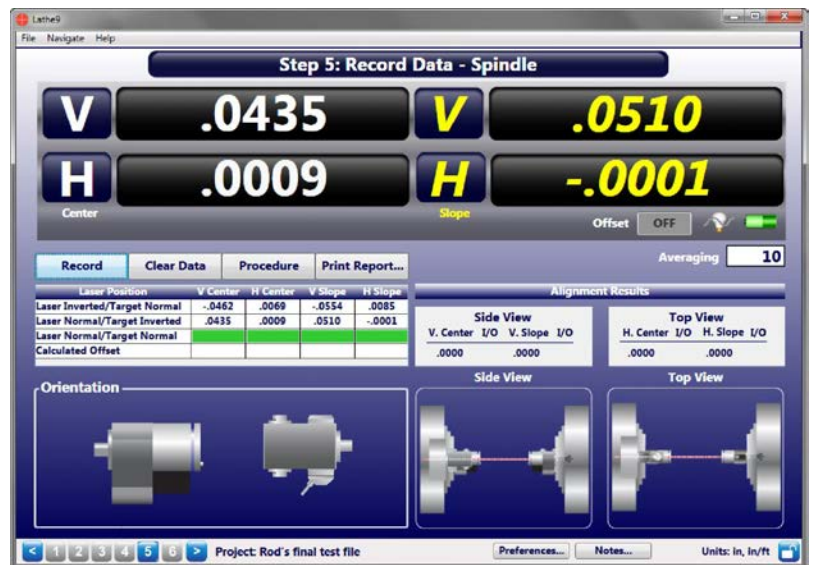 Lathe9
File Navigate Help
Step 5: Record Data - Spindle
V .0435 V .0510
H .0009 H -.0001
Center Slope
Offset OFF
Averaging 10
Record Clear Data Procedure Print Report...
Laser Position V Center H Center V Slope H Slope
Laser Inverted/Target Normal -.0462 .0069 -.0554 .0085
Laser Normal/Target Inverted .0435 .0009 .0510 -.0001
Laser Normal/Target Normal
Calculated Offset
Alignment Results
Side View Top View
V. Center I/O V. Slope I/O H. Center I/O H. Slope I/O
.0000 .0000 .0000 .0000
Orientation
Side View Top View
< 1 2 3 4 5 6 > Project: Rod's final test file Preferences... Notes... Units: in, in/ft